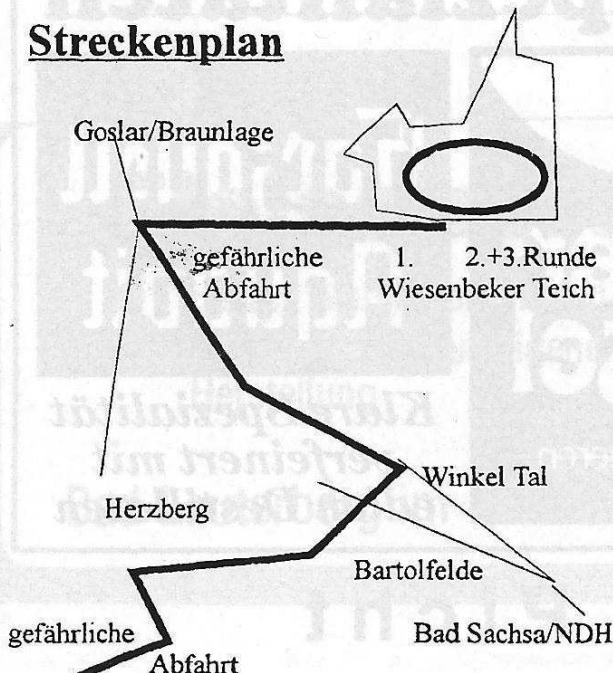 Streckenplan
Goslar/Braunlage
gefährliche
Abfahrt
1. 2.+3.Runde
Wiesenbeker Teich
Winkel Tal
Herzberg
Bartolfelde
gefährliche
Abfahrt
Bad Sachsa/NDH